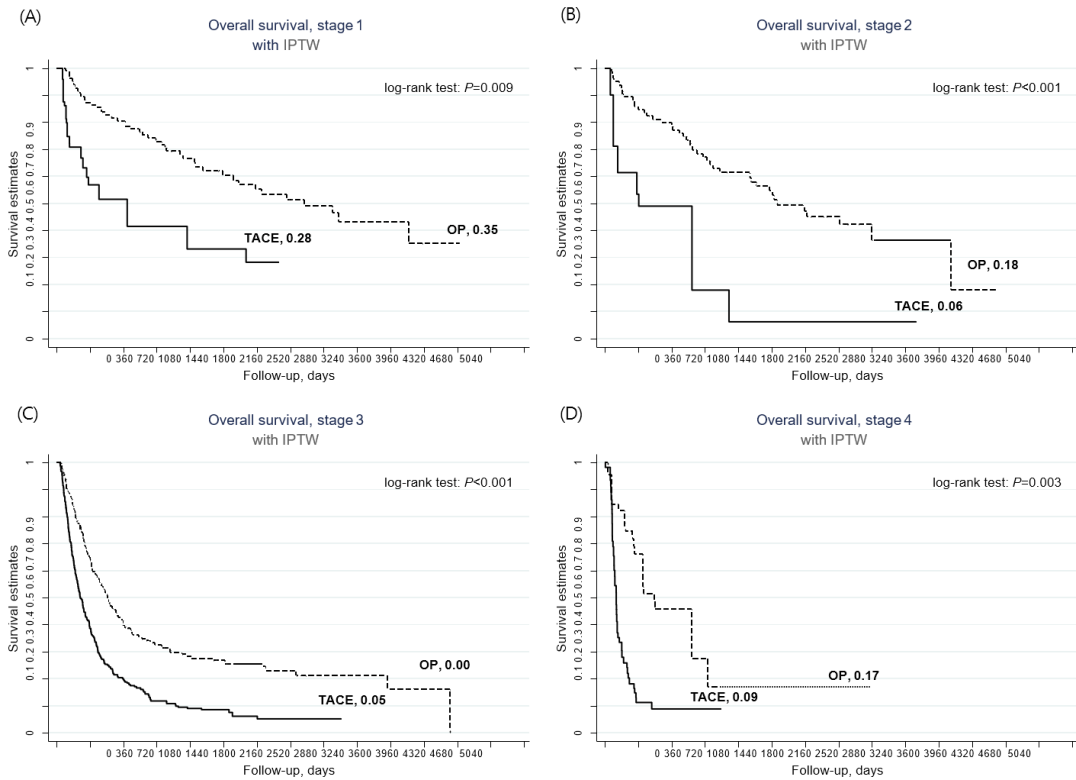 (A)
Overall survival, stage 1
with IPTW
log-rank test: P=0.009
Survival estimates
1
0.1 0.2 0.3 0.4 0.5 0.6 0.7 0.8 0.9
0
OP, 0.35
TACE, 0.28
0 360 720 1080 1440 1800 2160 2520 2880 3240 3600 3960 4320 4680 5040
Follow-up, days
(B)
Overall survival, stage 2
with IPTW
log-rank test: P<0.001
Survival estimates
1
0.1 0.2 0.3 0.4 0.5 0.6 0.7 0.8 0.9
0
OP, 0.18
TACE, 0.06
0 360 720 1080 1440 1800 2160 2520 2880 3240 3600 3960 4320 4680 5040
Follow-up, days
(C)
Overall survival, stage 3
with IPTW
log-rank test: P<0.001
Survival estimates
1
0.1 0.2 0.3 0.4 0.5 0.6 0.7 0.8 0.9
0
OP, 0.00
TACE, 0.05
0 360 720 1080 1440 1800 2160 2520 2880 3240 3600 3960 4320 4680 5040
Follow-up, days
(D)
Overall survival, stage 4
with IPTW
log-rank test: P=0.003
Survival estimates
1
0.1 0.2 0.3 0.4 0.5 0.6 0.7 0.8 0.9
0
OP, 0.17
TACE, 0.09
0 360 720 1080 1440 1800 2160 2520 2880 3240 3600 3960 4320 4680 5040
Follow-up, days